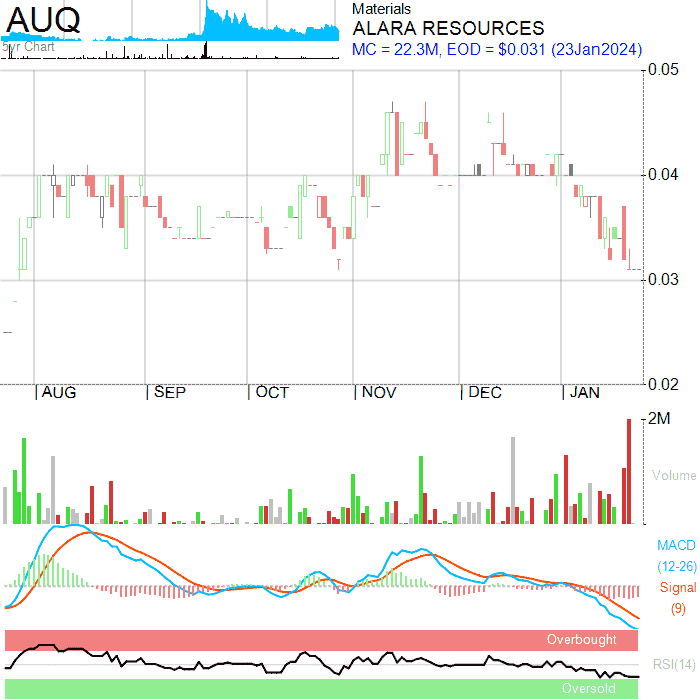 AUQ
5yr Chart
Materials
ALARA RESOURCES
MC = 22.3M, EOD = $0.031 (23Jan2024)
0.05
0.04
0.03
0.02
AUG SEP OCT NOV DEC JAN
2M
Volume
MACD
(12-26)
Signal
(9)
Overbought
RSI(14)
Oversold